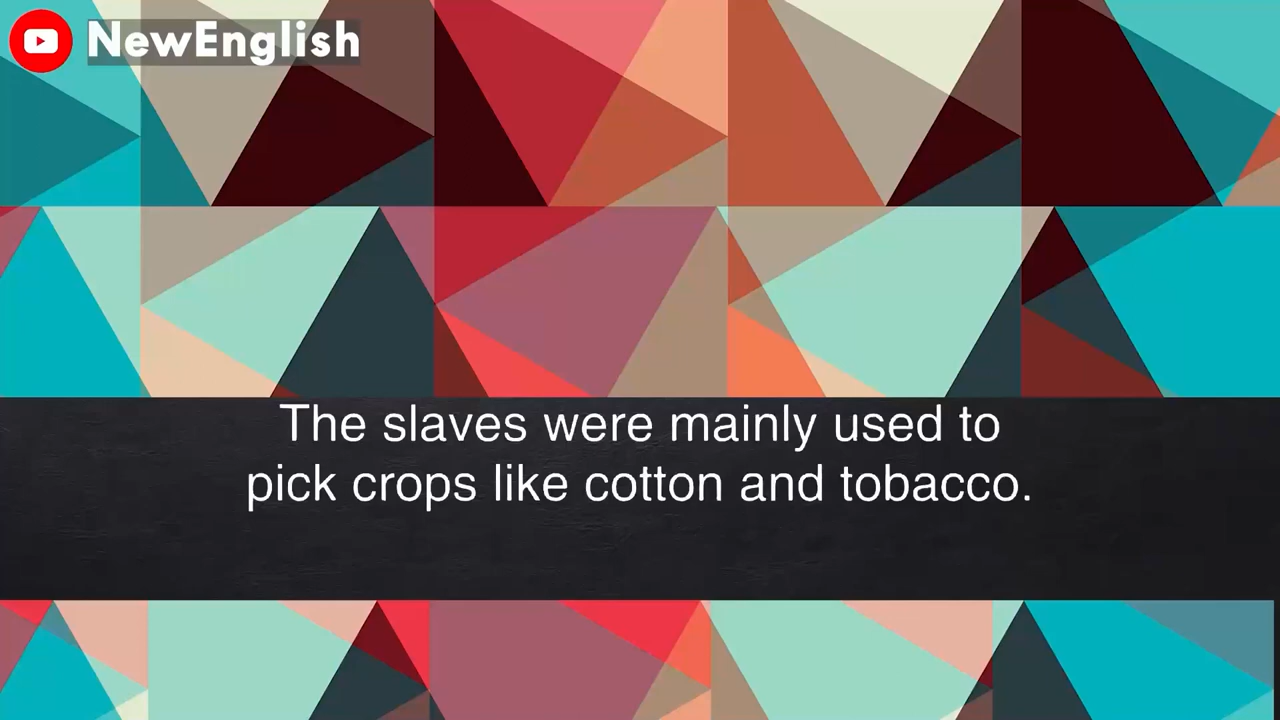 NewEnglish
The slaves were mainly used to
pick crops like cotton and tobacco.